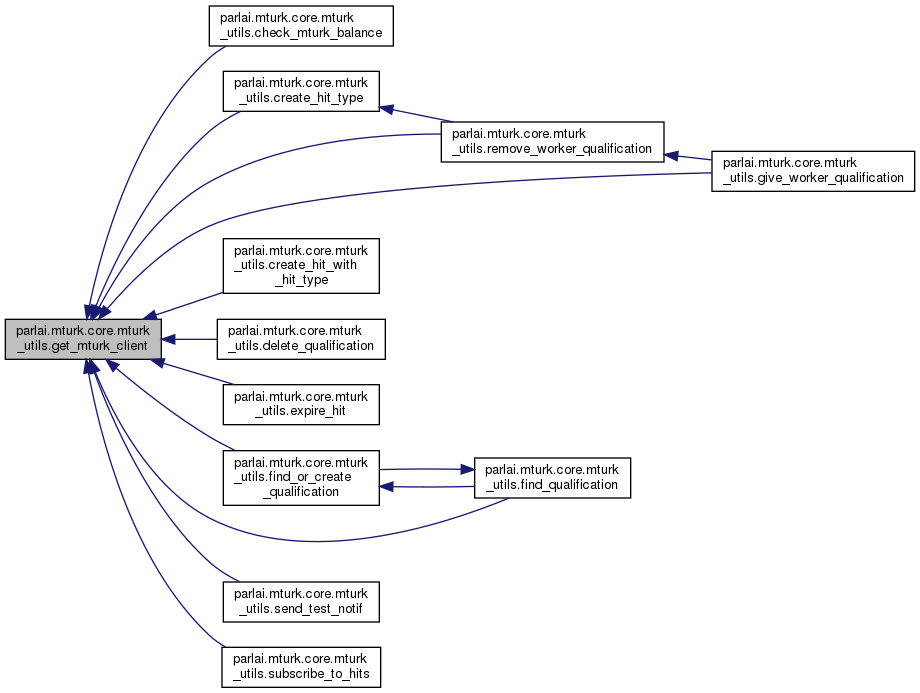 parlai.mturk.core.mturk
_utils.check_mturk_balance
parlai.mturk.core.mturk
_utils.create_hit_type
parlai.mturk.core.mturk
_utils.remove_worker_qualification
parlai.mturk.core.mturk
_utils.give_worker_qualification
parlai.mturk.core.mturk
_utils.create_hit_with
_hit_type
parlai.mturk.core.mturk
_utils.get_mturk_client
parlai.mturk.core.mturk
_utils.delete_qualification
parlai.mturk.core.mturk
_utils.expire_hit
parlai.mturk.core.mturk
_utils.find_or_create
_qualification
parlai.mturk.core.mturk
_utils.find_qualification
parlai.mturk.core.mturk
_utils.send_test_notif
parlai.mturk.core.mturk
_utils.subscribe_to_hits